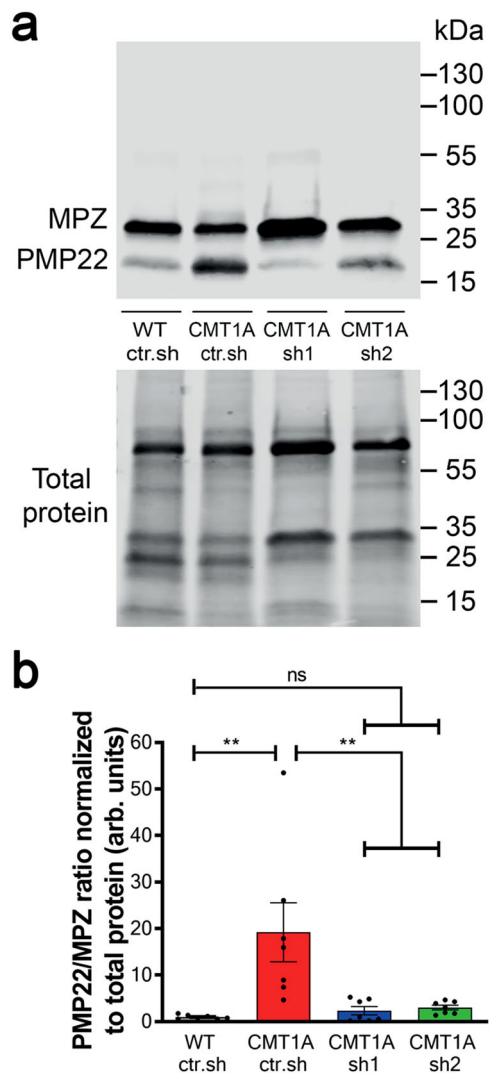 a
kDa
130
100
55
MPZ
35
25
PMP22
15
WT CMT1A CMT1A CMT1A
ctr.sh ctr.sh sh1 sh2
130
100
55
Total
protein
35
25
15
b
ns
** **
PMP22/MPZ ratio normalized
to total protein (arb. units)
60
50
40
30
20
10
0
WT CMT1A CMT1A CMT1A
ctr.sh ctr.sh sh1 sh2